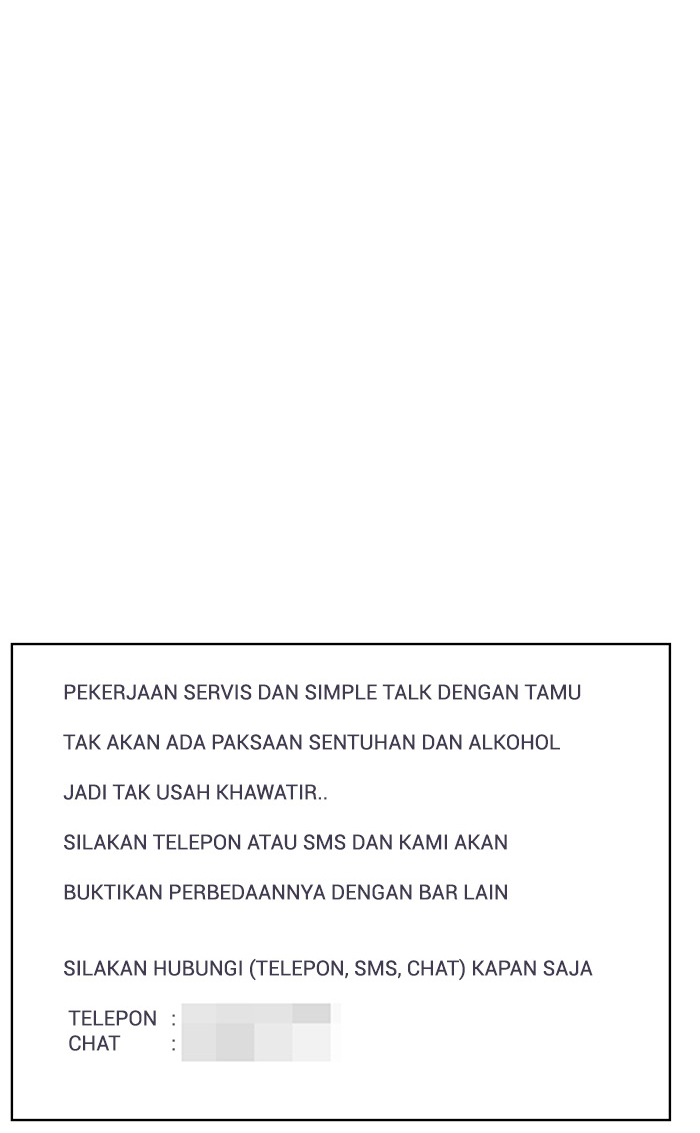 PEKERJAAN SERVIS DAN SIMPLE TALK DENGAN TAMU
TAK AKAN ADA PAKSAAN SENTUHAN DAN ALKOHOL
JADI TAK USAH KHAWATIR..
SILAKAN TELEPON ATAU SMS DAN KAMI AKAN
BUKTIKAN PERBEDAANNYA DENGAN BAR LAIN
SILAKAN HUBUNGI (TELEPON, SMS, CHAT) KAPAN SAJA
TELEPON :
CHAT :